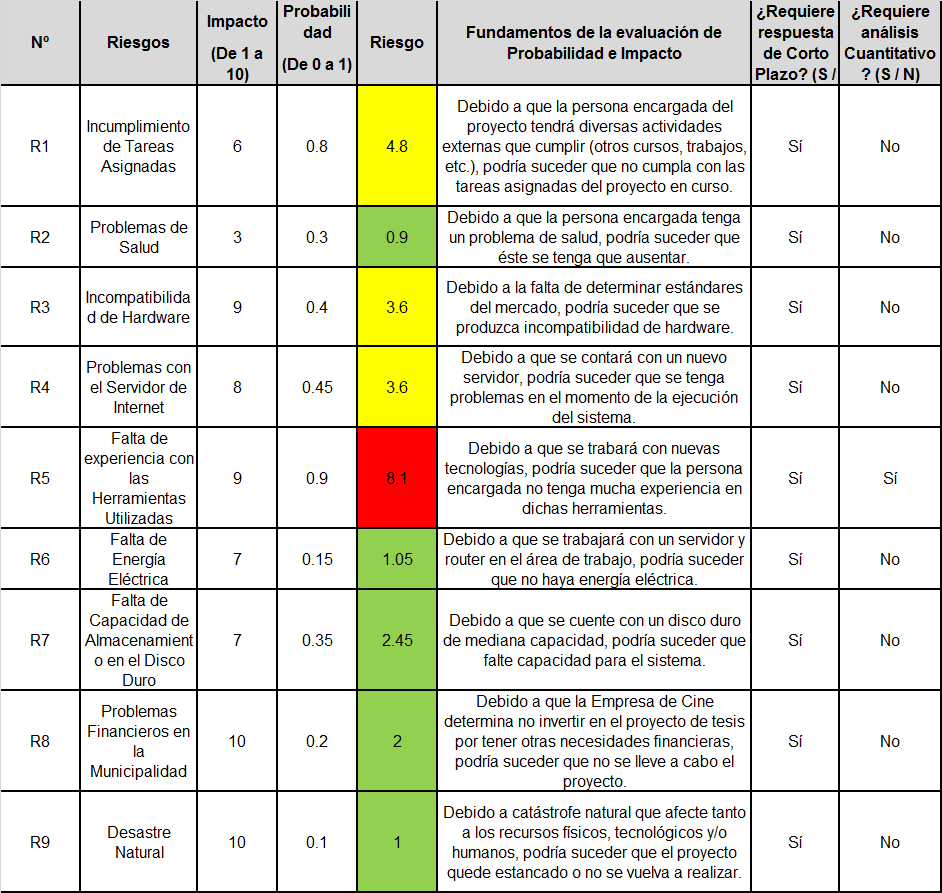 Nº
Riesgos
Impacto
(De 1 a
10)
Probabili
dad
(De 0 a 1)
Riesgo
Fundamentos de la evaluación de
Probabilidad e Impacto
¿Requiere
respuesta
de Corto
Plazo? (S /
¿Requiere
análisis
Cuantitativo
? (S / N)
R1
Incumplimiento
de Tareas
Asignadas
6
0.8
4.8
Debido a que la persona encargada del
proyecto tendrá diversas actividades
externas que cumplir (otros cursos, trabajos,
etc.), podría suceder que no cumpla con las
tareas asignadas del proyecto en curso.
Sí
No
R2
Problemas de
Salud
3
0.3
0.9
Debido a que la persona encargada tenga
un problema de salud, podría suceder que
éste se tenga que ausentar.
Sí
No
R3
Incompatibilida
d de Hardware
9
0.4
3.6
Debido a la falta de determinar estándares
del mercado, podría suceder que se
produzca incompatibilidad de hardware.
Sí
No
R4
Problemas con
el Servidor de
Internet
8
0.45
3.6
Debido a que se contará con un nuevo
servidor, podría suceder que se tenga
problemas en el momento de la ejecución
del sistema.
Sí
No
R5
Falta de
experiencia con
las
Herramientas
Utilizadas
9
0.9
8.1
Debido a que se trabará con nuevas
tecnologías, podría suceder que la persona
encargada no tenga mucha experiencia en
dichas herramientas.
Sí
Sí
R6
Falta de
Energía
Eléctrica
7
0.15
1.05
Debido a que se trabajará con un servidor y
router en el área de trabajo, podría suceder
que no haya energía eléctrica.
Sí
No
R7
Falta de
Capacidad de
Almacenamient
o en el Disco
Duro
7
0.35
2.45
Debido a que se cuente con un disco duro
de mediana capacidad, podría suceder que
falte capacidad para el sistema.
Sí
No
R8
Problemas
Financieros en
la
Municipalidad
10
0.2
2
Debido a que la Empresa de Cine
determina no invertir en el proyecto de tesis
por tener otras necesidades financieras,
podría suceder que no se lleve a cabo el
proyecto.
Sí
No
R9
Desastre
Natural
10
0.1
1
Debido a catástrofe natural que afecte tanto
a los recursos físicos, tecnológicos y/o
humanos, podría suceder que el proyecto
quede estancado o no se vuelva a realizar.
Sí
No